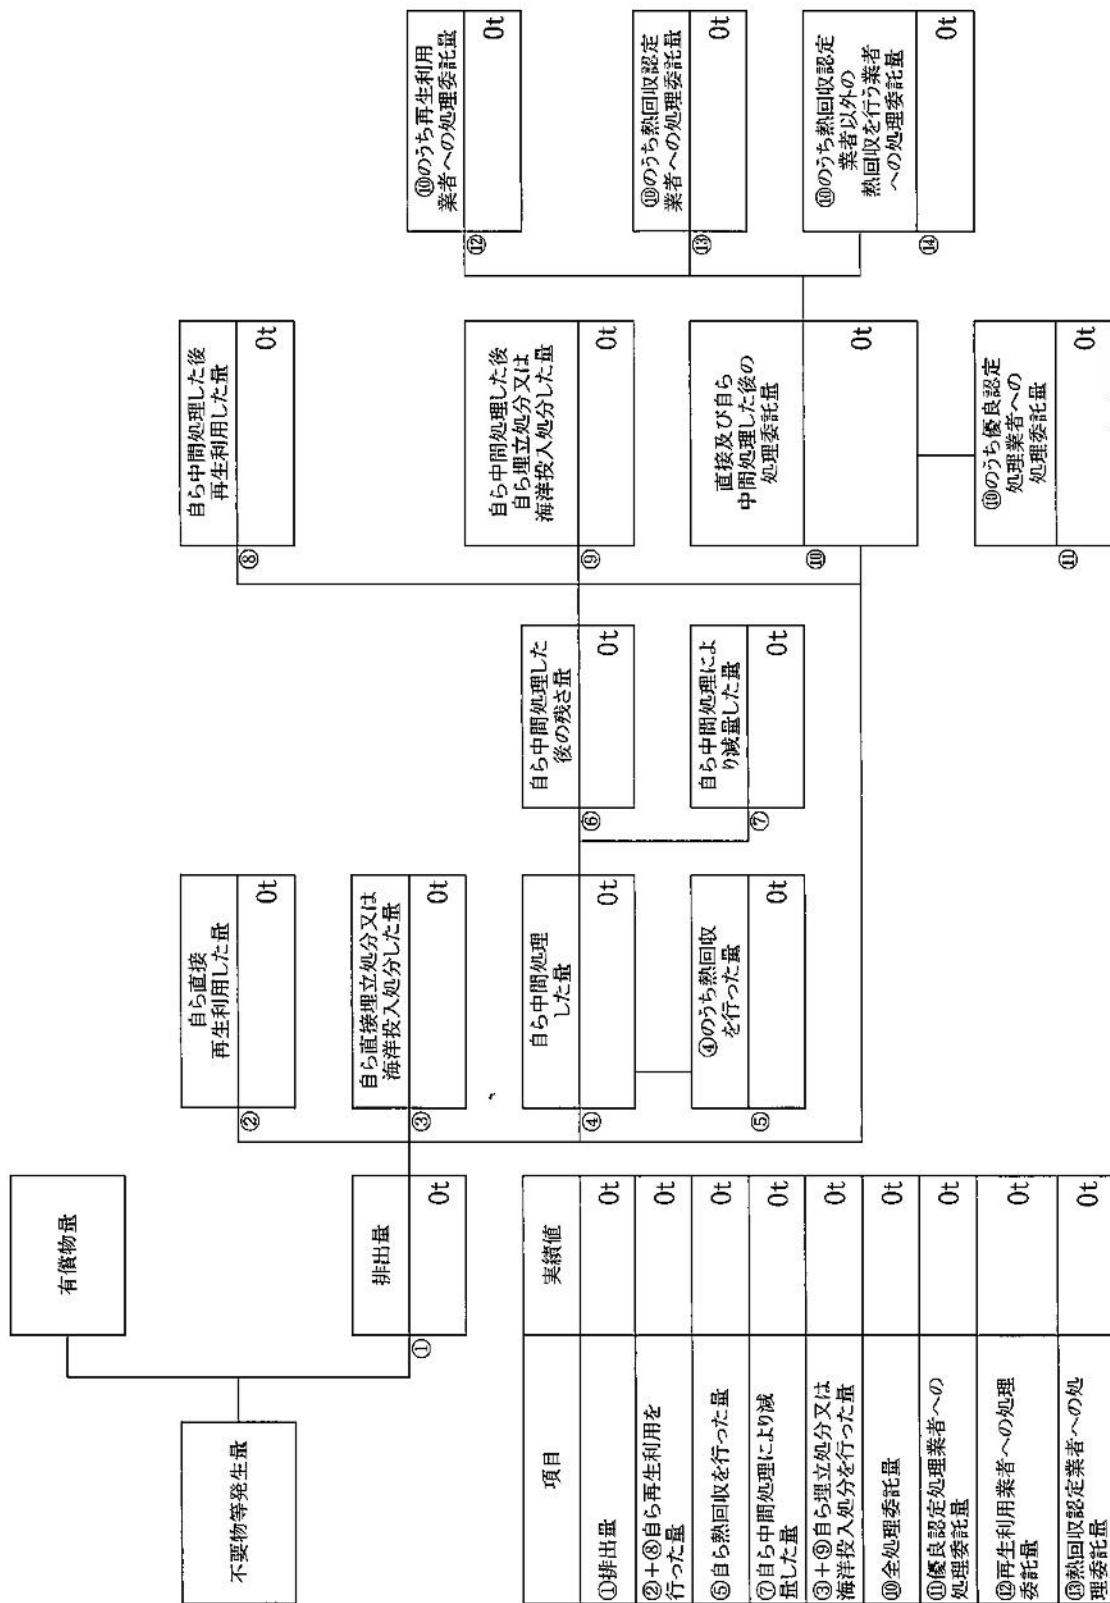 不要物等発生量
有償物量
排出量
①
0t
自ら直接
再生利用した量
②
0t
自ら直接埋立処分又は
海洋投入処分した量
③
0t
自ら中間処理
した量
④
0t
④のうち熱回収
を行った量
⑤
0t
自ら中間処理した
後の残さ量
⑥
0t
自ら中間処理によ
り減量した量
⑦
0t
自ら中間処理した後
再生利用した量
⑧
0t
自ら中間処理した後
自ら埋立処分又は
海洋投入処分した量
⑨
0t
直接及び自ら
中間処理した後の
処理委託量
⑩
0t
⑩のうち優良認定
処理業者への
処理委託量
⑪
0t
⑩のうち再生利用
業者への処理委託量
⑫
0t
⑩のうち熱回収認定
業者への処理委託量
⑬
0t
⑩のうち熱回収認定
業者以外の
熱回収を行う業者
への処理委託量
⑭
0t
項目 実績値
①排出量 0t
②+⑧自ら再生利用を
行った量 0t
⑤自ら熱回収を行った量 0t
⑦自ら中間処理により減
量した量 0t
③+⑨自ら埋立処分又は
海洋投入処分を行った量 0t
⑩全処理委託量 0t
⑪優良認定処理業者への
処理委託量 0t
⑫再生利用業者への処理
委託量 0t
⑬熱回収認定業者への処
理委託量 0t